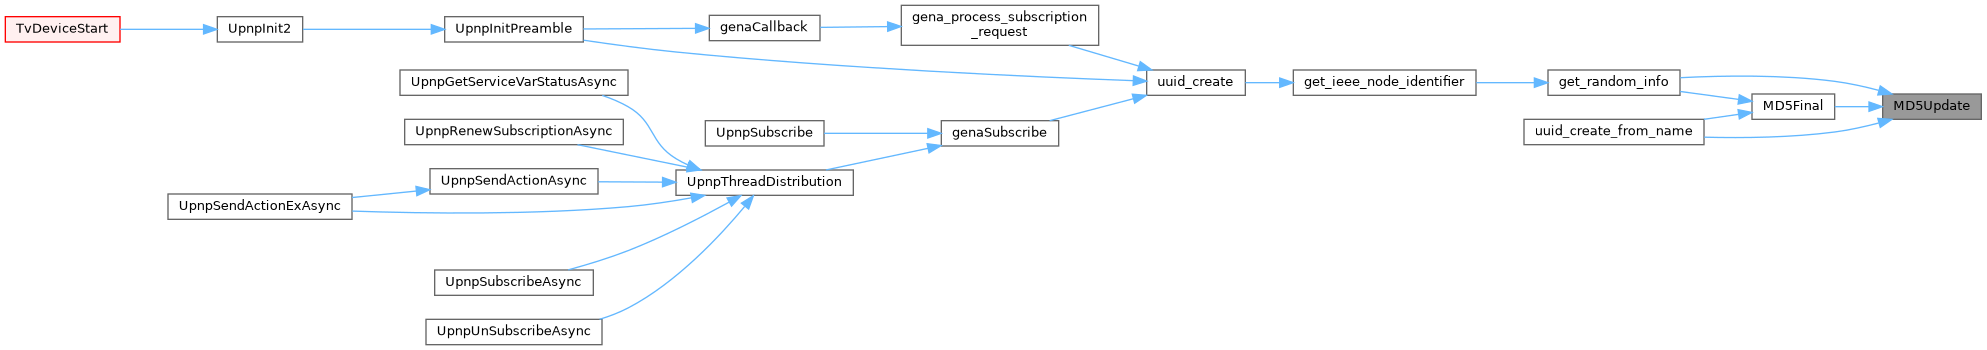 TvDeviceStart
UpnpInit2
UpnpInitPreamble
genaCallback
gena_process_subscription
_request
UpnpGetServiceVarStatusAsync
uuid_create
get_ieee_node_identifier
get_random_info
MD5Final
MD5Update
UpnpRenewSubscriptionAsync
UpnpSubscribe
genaSubscribe
uuid_create_from_name
UpnpSendActionAsync
UpnpThreadDistribution
UpnpSendActionExAsync
UpnpSubscribeAsync
UpnpUnSubscribeAsync